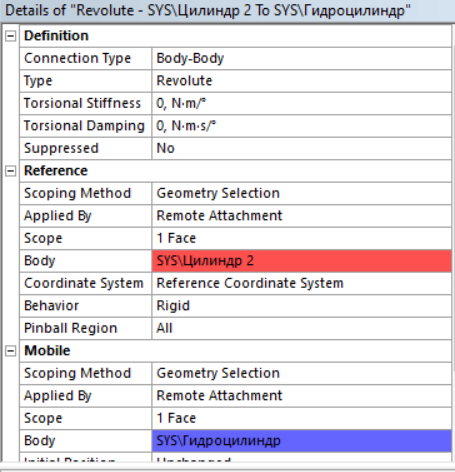 Details of "Revolute - SYS\Цилиндр 2 To SYS\Гидроцилиндр"
Definition
Connection Type Body-Body
Type Revolute
Torsional Stiffness 0, N·m/°
Torsional Damping 0, N·m·s/°
Suppressed No
Reference
Scoping Method Geometry Selection
Applied By Remote Attachment
Scope 1 Face
Body SYS\Цилиндр 2
Coordinate System Reference Coordinate System
Behavior Rigid
Pinball Region All
Mobile
Scoping Method Geometry Selection
Applied By Remote Attachment
Scope 1 Face
Body SYS\Гидроцилиндр
Initial Position Unchanged